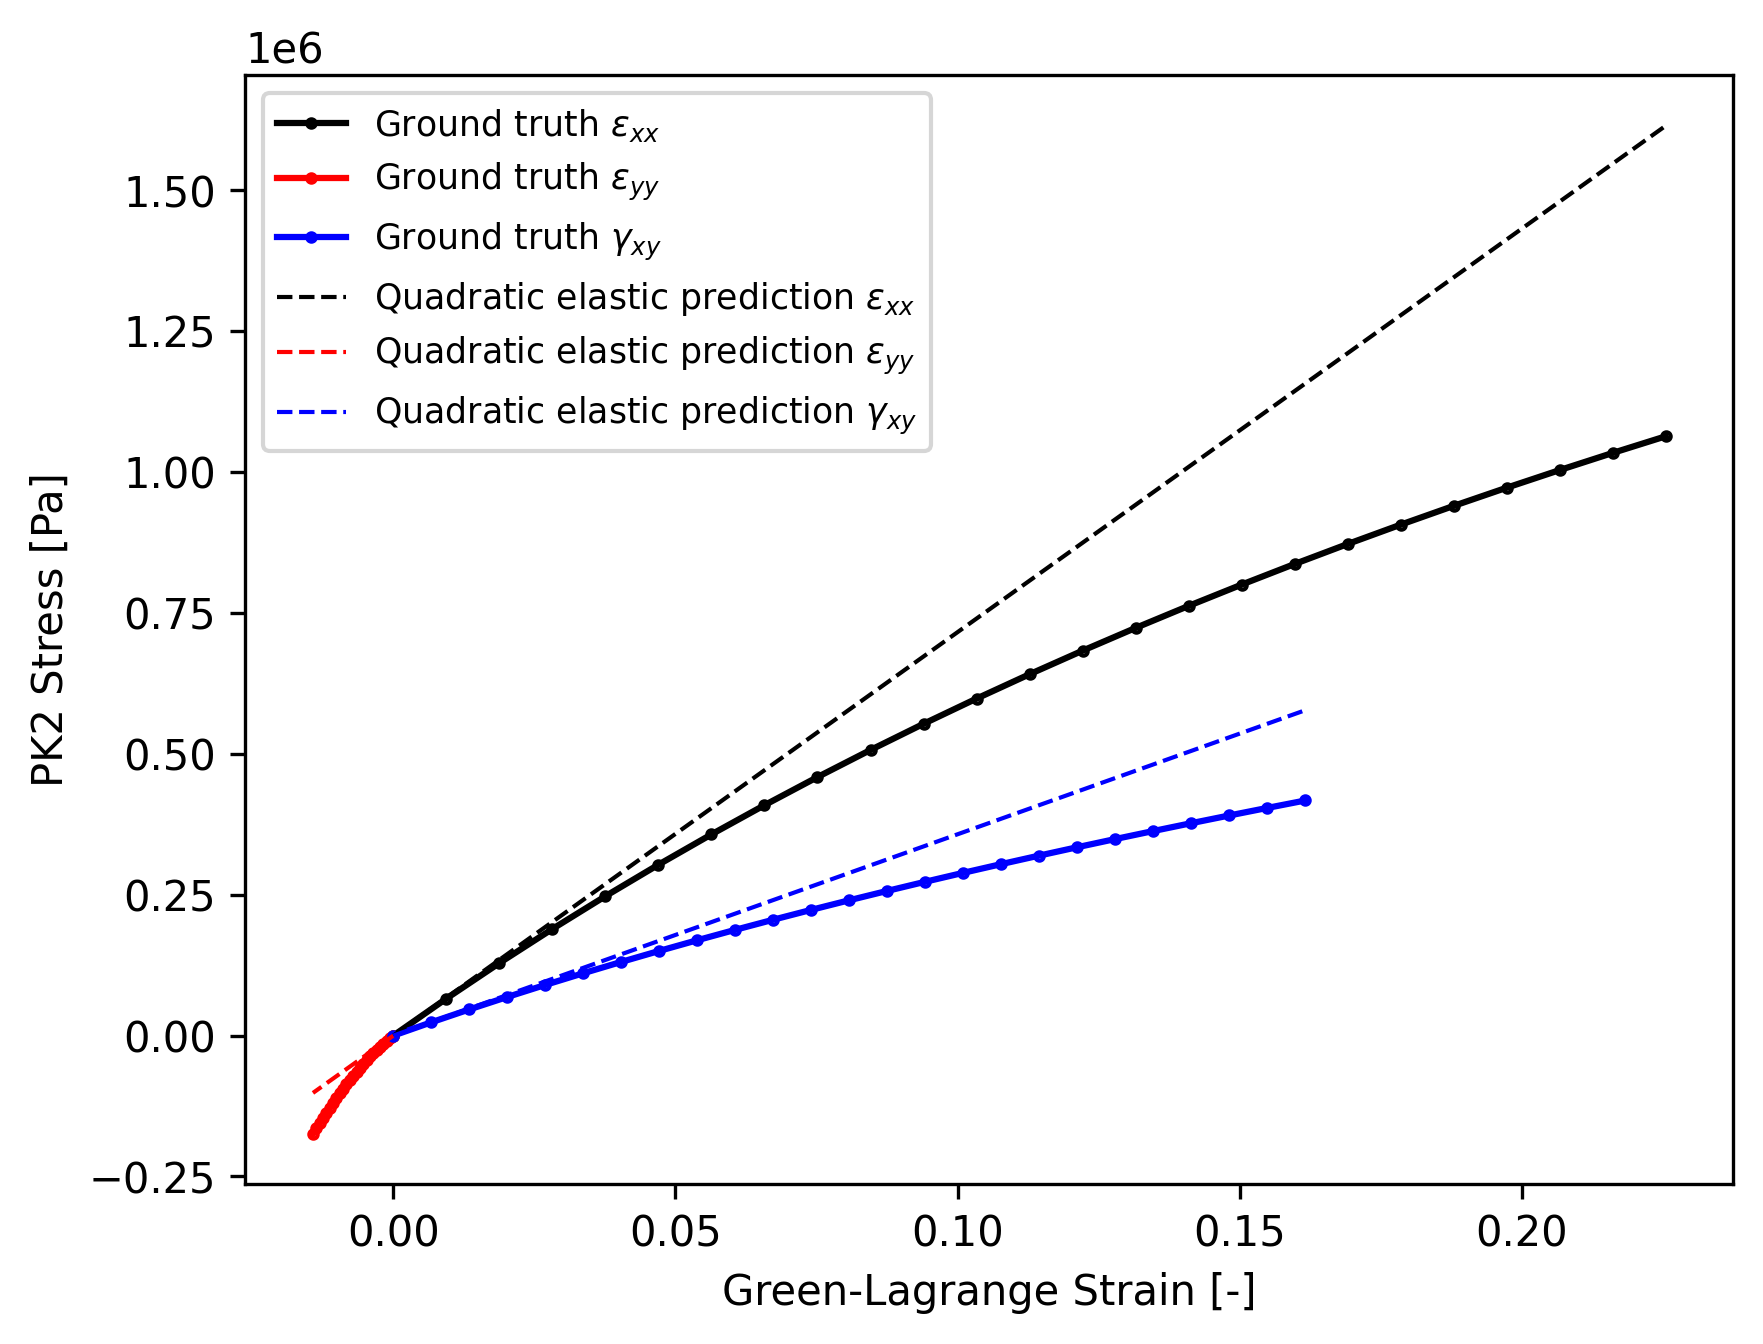 1e6
Ground truth εxx
Ground truth εyy
Ground truth γxy
Quadratic elastic prediction εxx
Quadratic elastic prediction εyy
Quadratic elastic prediction γxy
1.50
1.25
1.00
0.75
0.50
0.25
0.00
−0.25
PK2 Stress [Pa]
0.00 0.05 0.10 0.15 0.20
Green-Lagrange Strain [-]